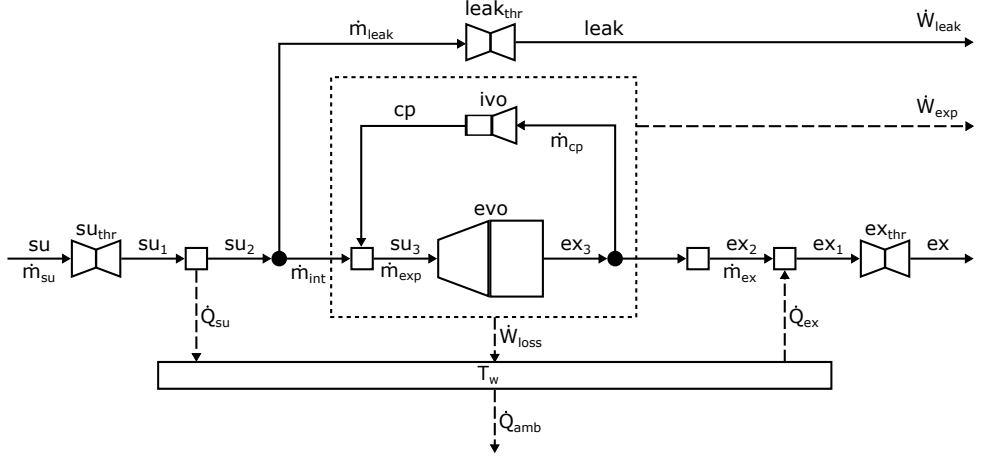 leak_thr
ṁ_leak
leak
Ẇ_leak
cp
ivo
ṁ_cp
Ẇ_exp
su
ṁ_su
su_thr
su_1
su_2
ṁ_int
su_3
ṁ_exp
evo
ex_3
ex_2
ṁ_ex
ex_1
ex_thr
ex
Q̇_su
Ẇ_loss
Q̇_ex
T_w
Q̇_amb